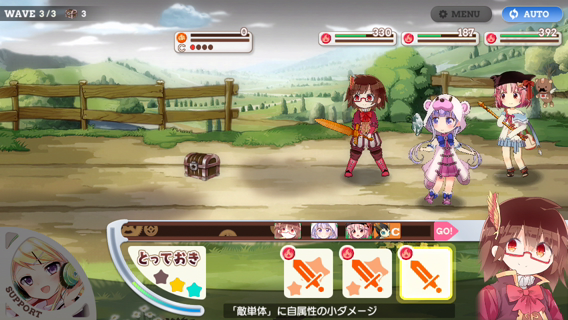 WAVE 3/3 3
MENU
AUTO
0
C
330
187
392
C GO!
とっておき
SUPPORT
「敵単体」に自属性の小ダメージ